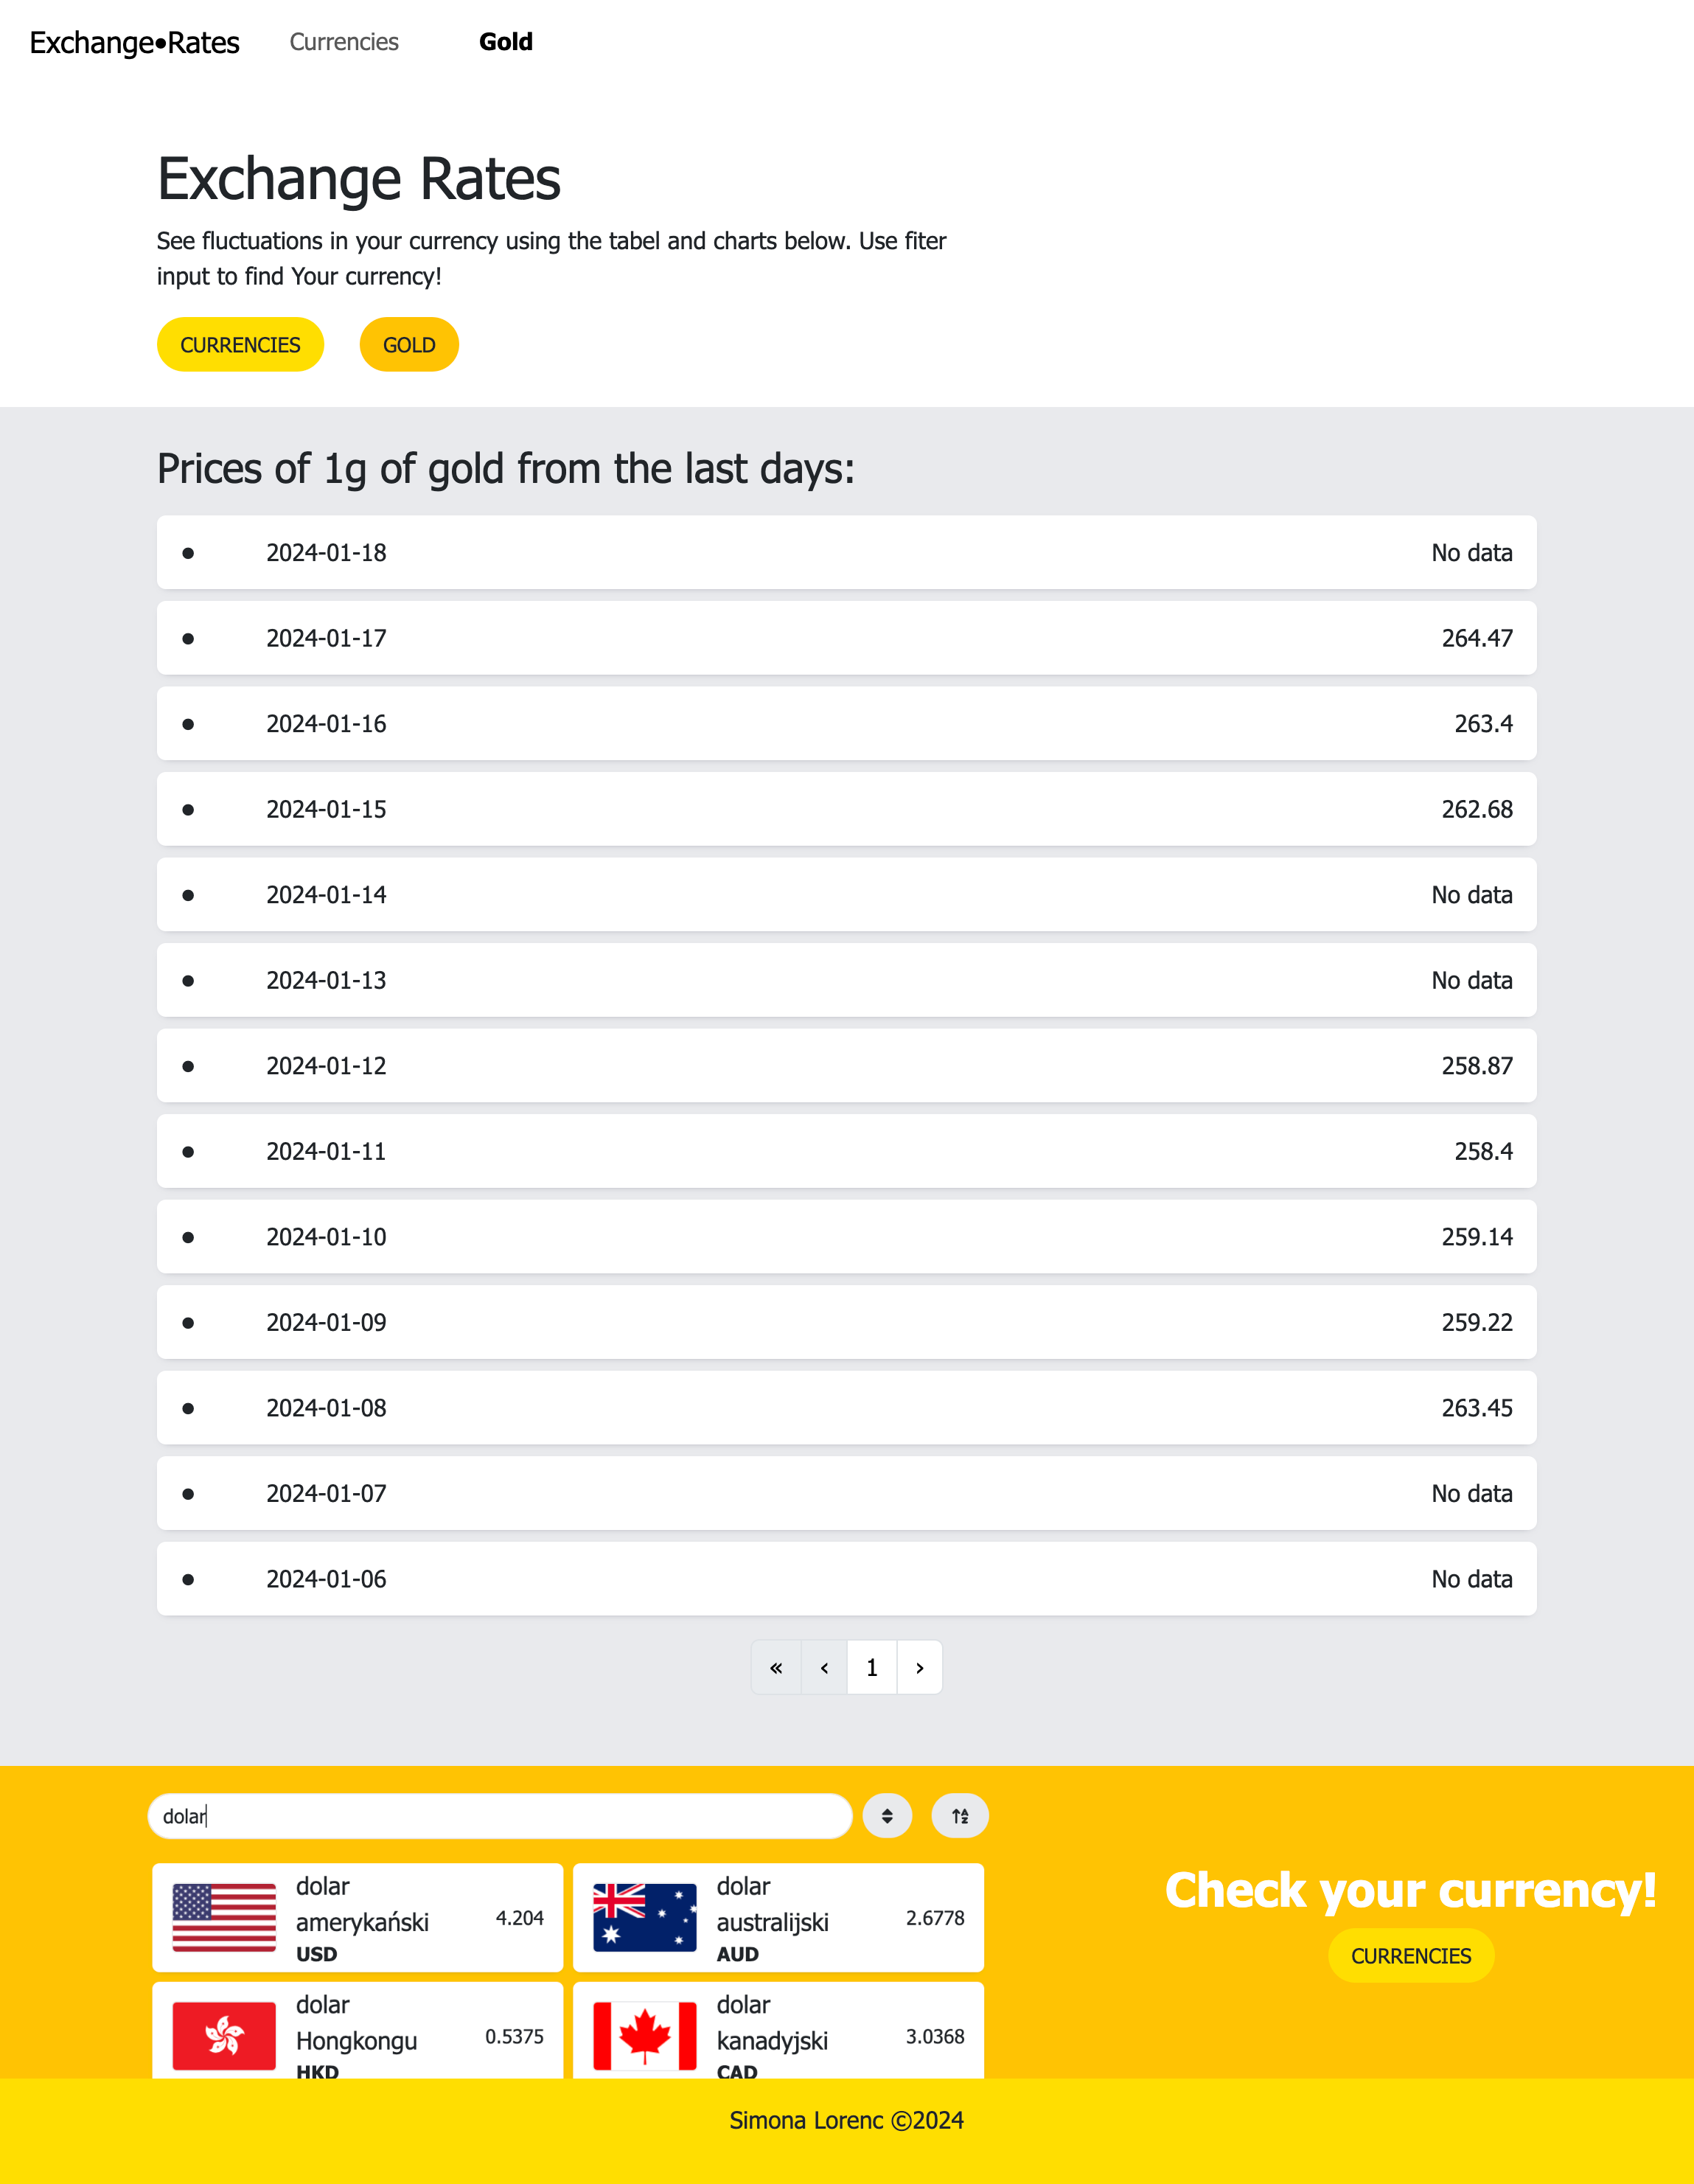 Exchange•Rates Currencies Gold
Exchange Rates
See fluctuations in your currency using the tabel and charts below. Use fiter
input to find Your currency!
CURRENCIES GOLD
Prices of 1g of gold from the last days:
• 2024-01-18 No data
• 2024-01-17 264.47
• 2024-01-16 263.4
• 2024-01-15 262.68
• 2024-01-14 No data
• 2024-01-13 No data
• 2024-01-12 258.87
• 2024-01-11 258.4
• 2024-01-10 259.14
• 2024-01-09 259.22
• 2024-01-08 263.45
• 2024-01-07 No data
• 2024-01-06 No data
« ‹ 1 ›
dolar
dolar
amerykański
USD
4.204
dolar
australijski
AUD
2.6778
dolar
Hongkongu
HKD
0.5375
dolar
kanadyjski
CAD
3.0368
Check your currency!
CURRENCIES
Simona Lorenc ©2024